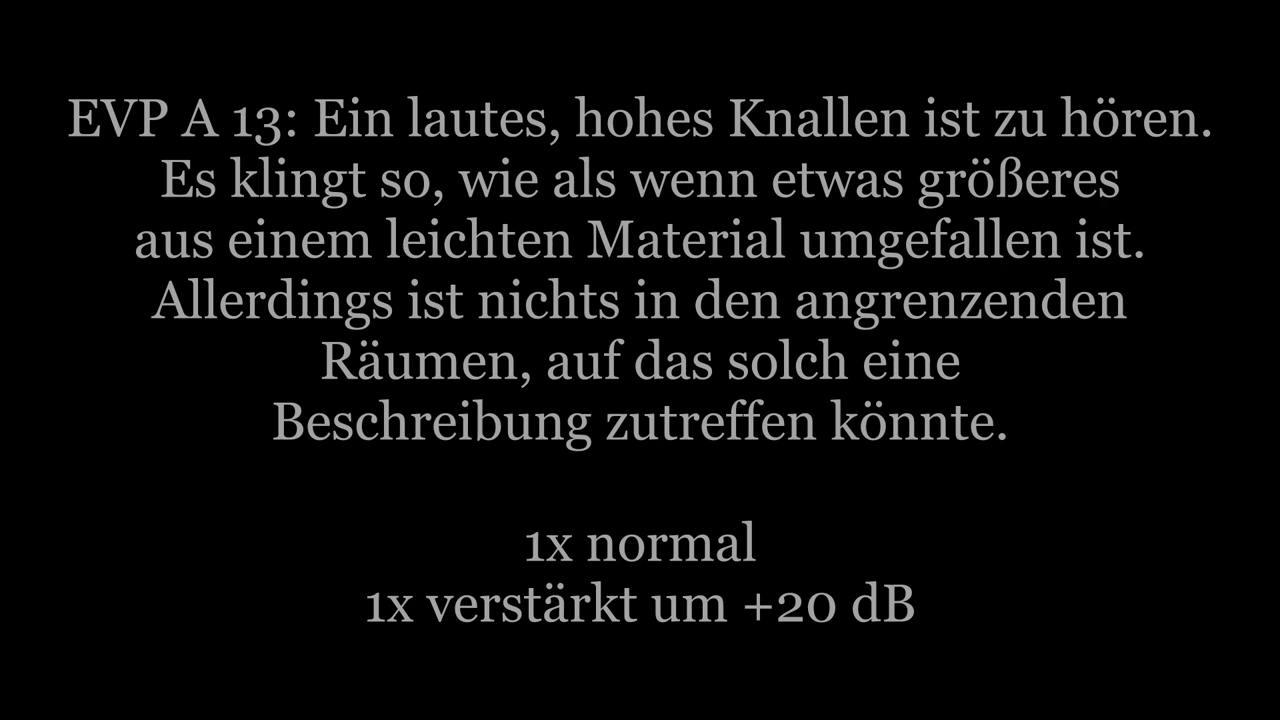 EVP A 13: Ein lautes, hohes Knallen ist zu hören.
Es klingt so, wie als wenn etwas größeres
aus einem leichten Material umgefallen ist.
Allerdings ist nichts in den angrenzenden
Räumen, auf das solch eine
Beschreibung zutreffen könnte.
1x normal
1x verstärkt um +20 dB